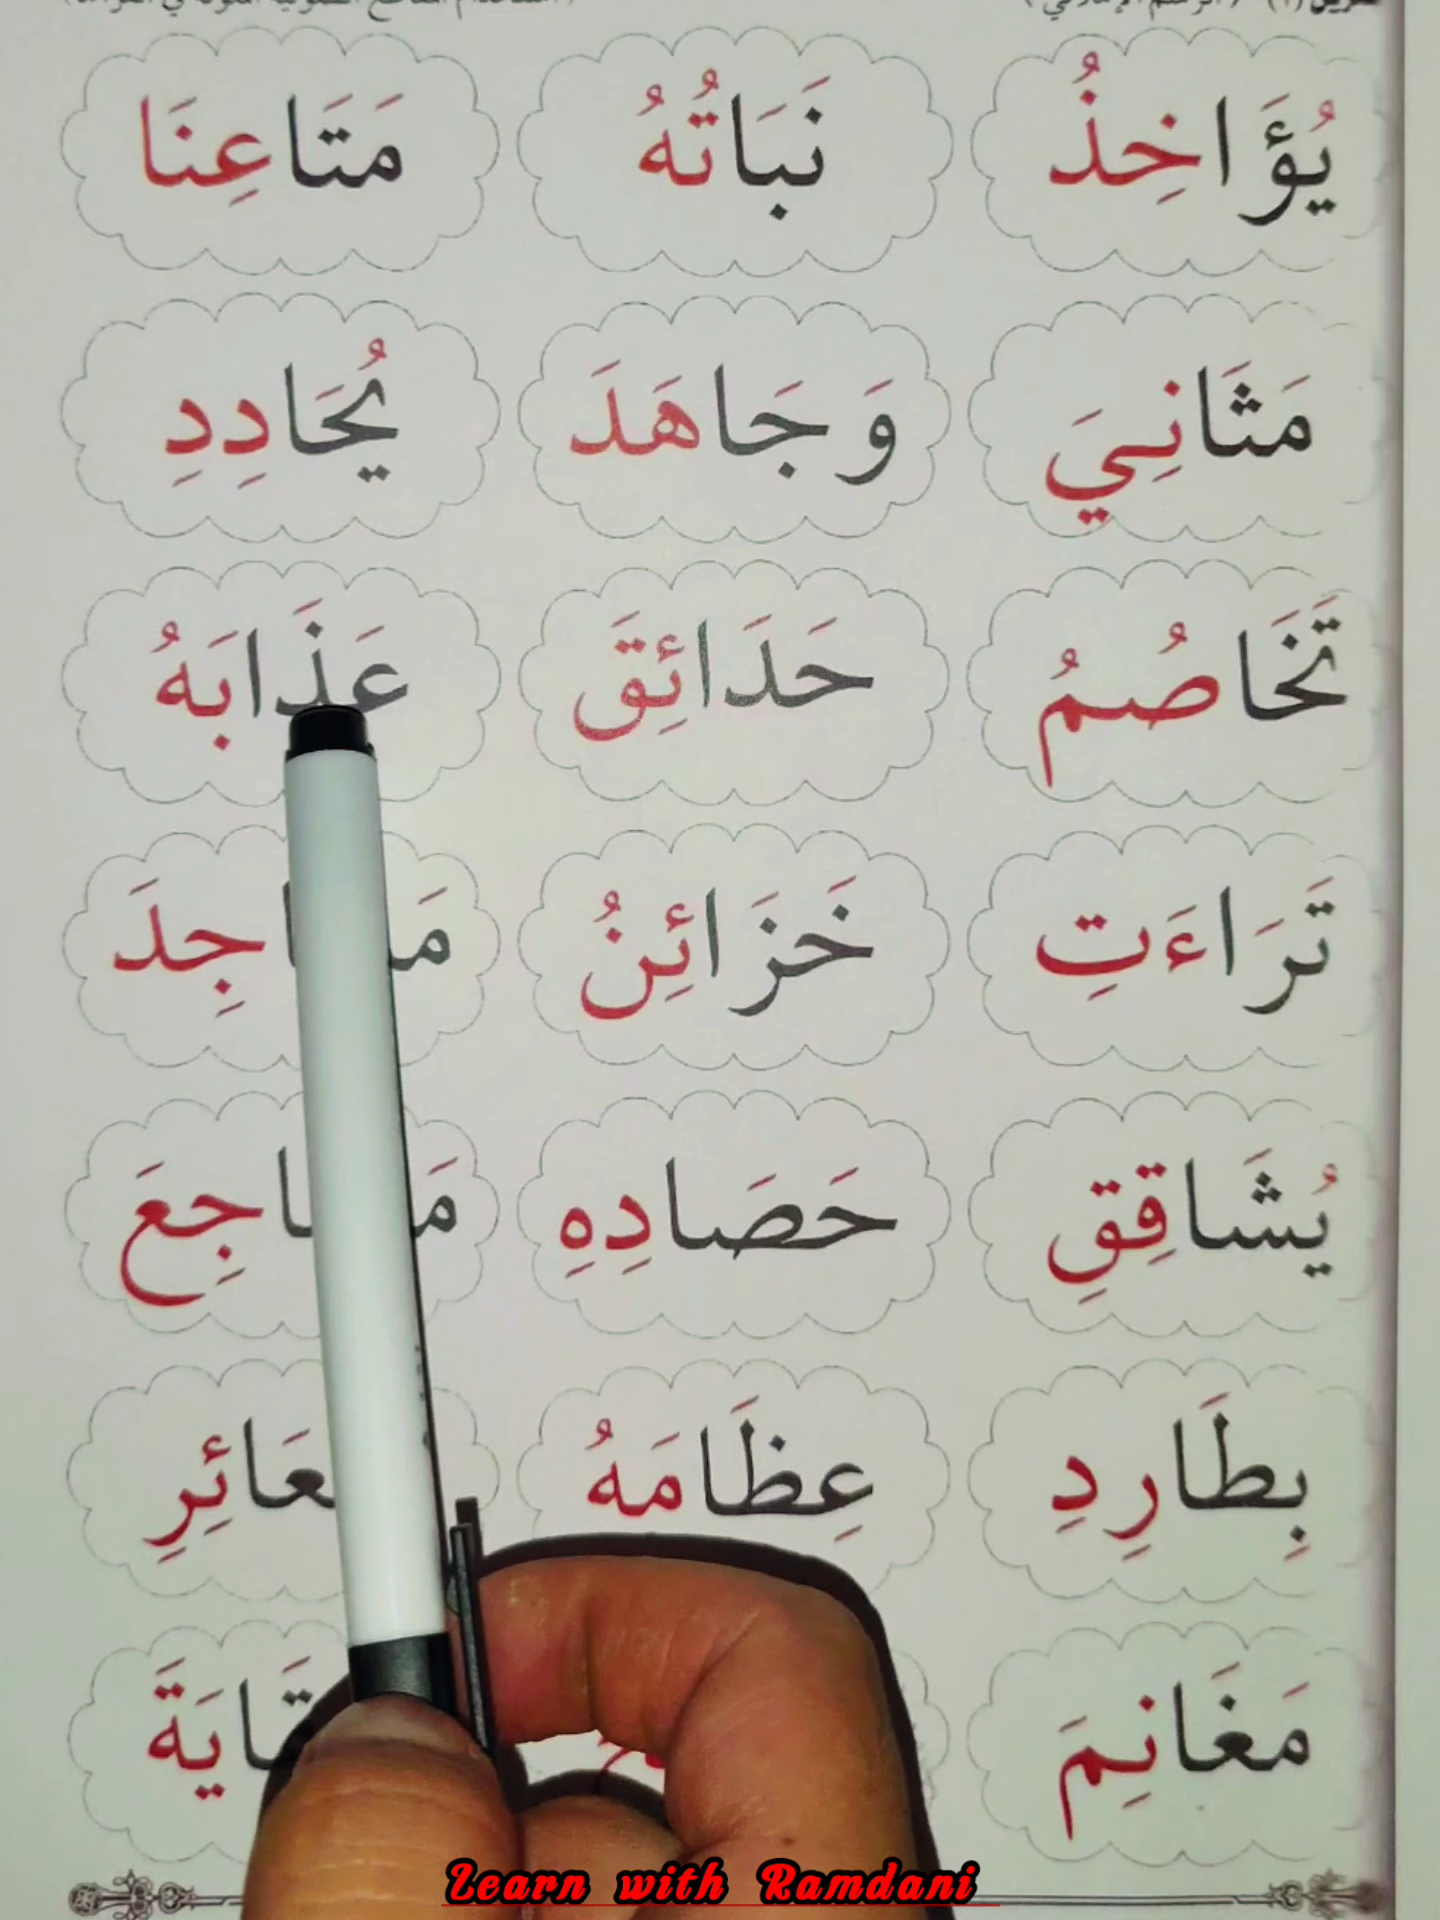 يُؤَاخِذُ نَبَاتُهُ مَتَاعِنَا
مَثَانِيَ وَجَاهَدَ يُحَادِدِ
تَخَاصُمُ حَدَائِقَ عَذَابَهُ
تَرَاءَتِ خَزَائِنُ
يُشَاقِقِ حَصَادِهِ
بِطَارِدِ عِظَامَهُ
مَغَانِمَ
Learn with Ramdani